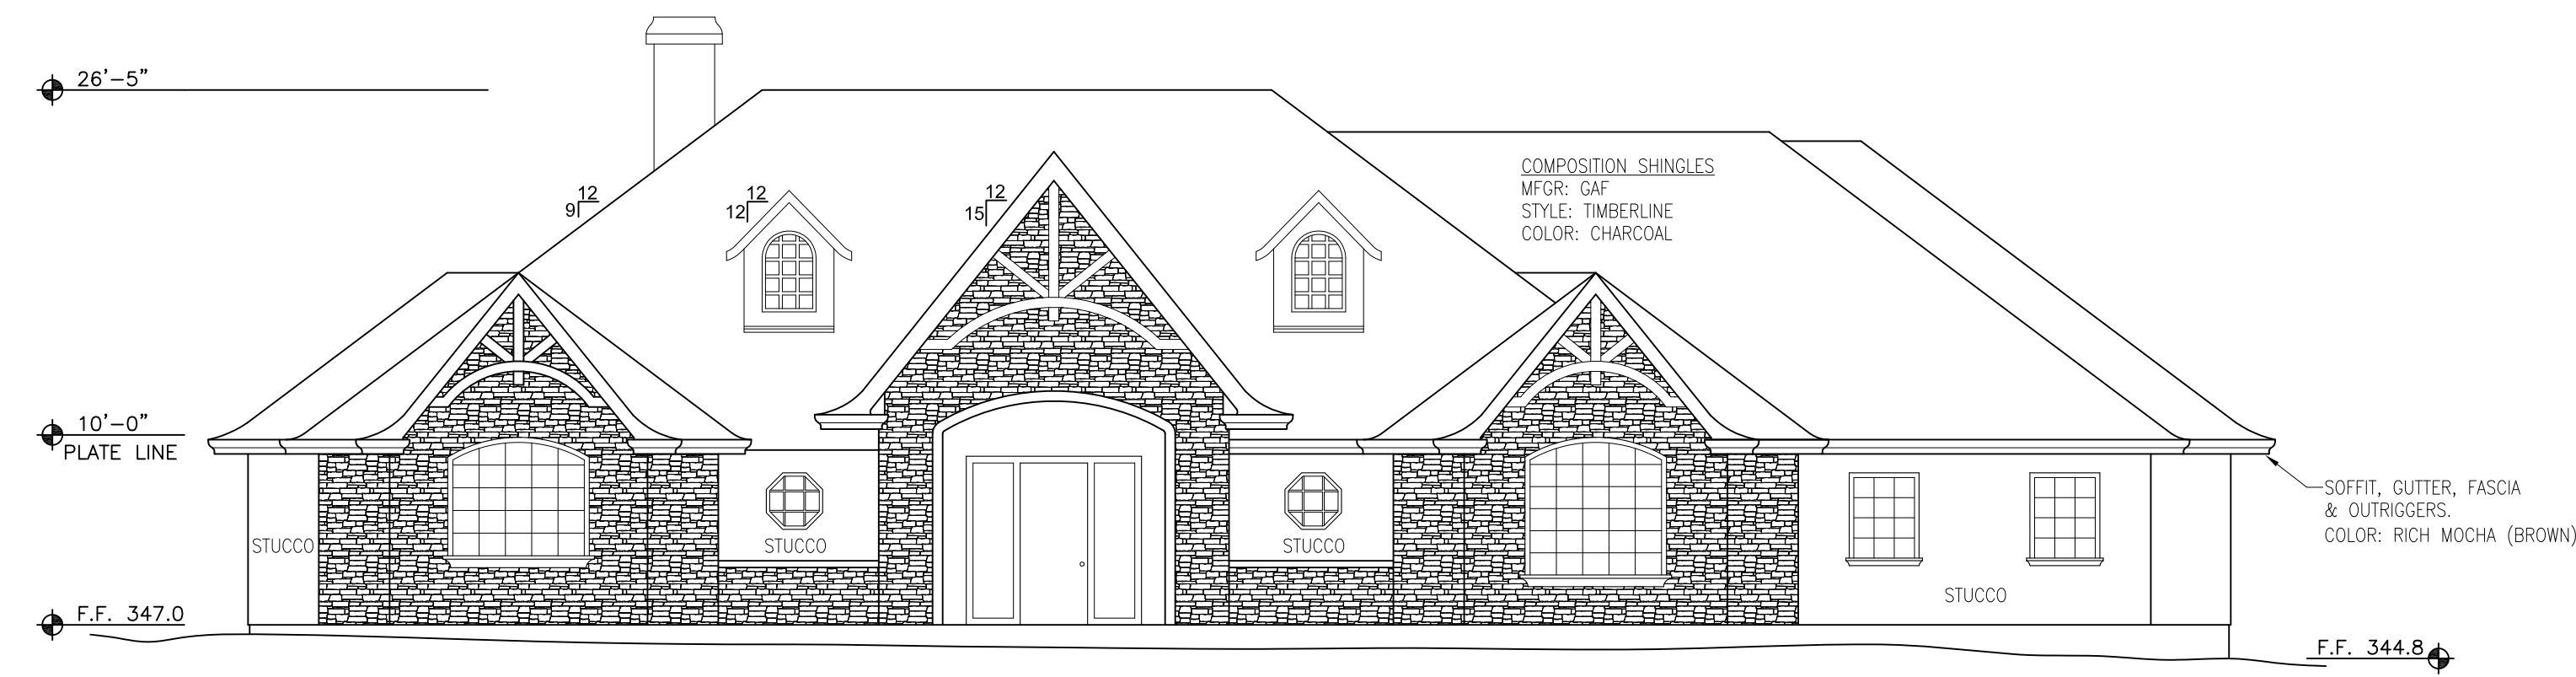 26'-5"
12
9
12
12
12
15
COMPOSITION SHINGLES
MFGR: GAF
STYLE: TIMBERLINE
COLOR: CHARCOAL
10'-0"
PLATE LINE
SOFFIT, GUTTER, FASCIA
& OUTRIGGERS.
COLOR: RICH MOCHA (BROWN)
STUCCO
STUCCO
STUCCO
STUCCO
F.F. 347.0
F.F. 344.8